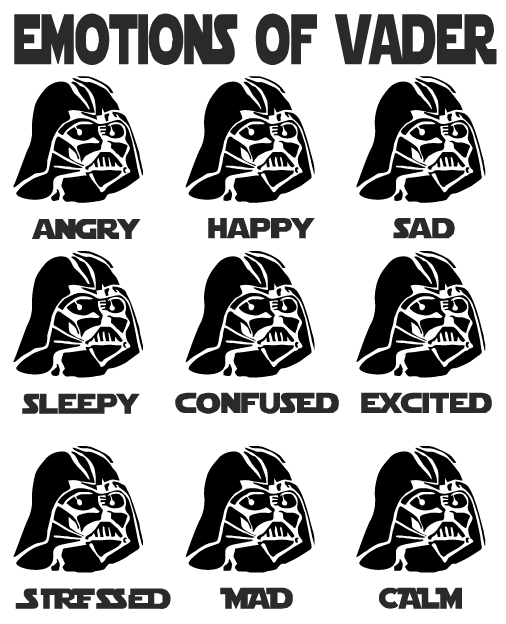 EMOTIONS OF VADER
ANGRY HAPPY SAD
SLEEPY CONFUSED EXCITED
STRESSED MAD CALM